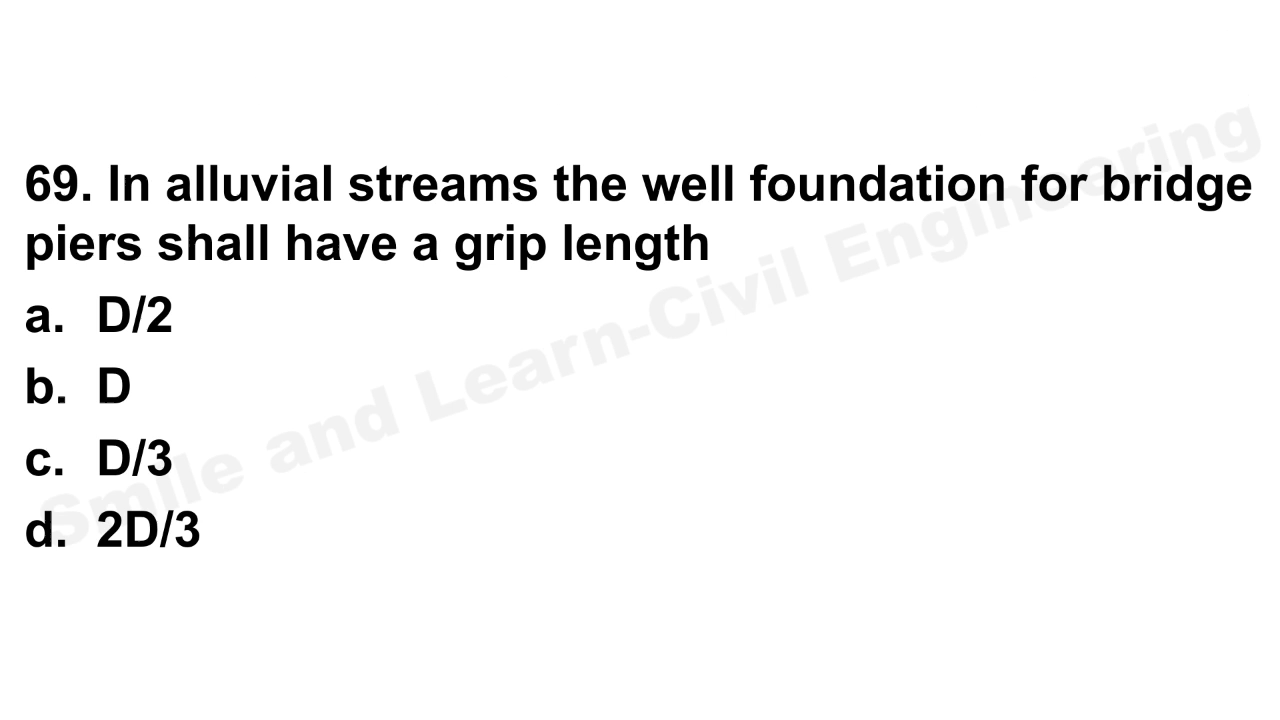 69. In alluvial streams the well foundation for bridge
piers shall have a grip length
a. D/2
b. D
c. D/3
d. 2D/3
Smile and Learn-Civil Engineering